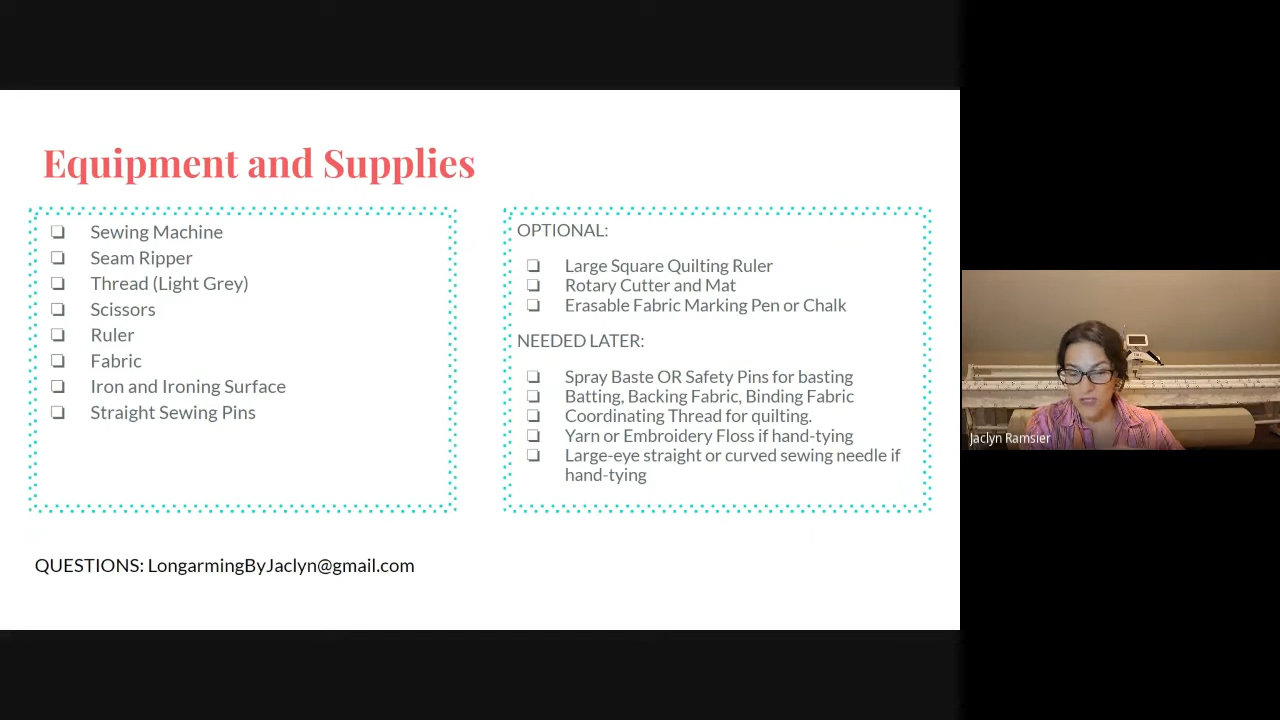 Equipment and Supplies
Sewing Machine
Seam Ripper
Thread (Light Grey)
Scissors
Ruler
Fabric
Iron and Ironing Surface
Straight Sewing Pins
OPTIONAL:
Large Square Quilting Ruler
Rotary Cutter and Mat
Erasable Fabric Marking Pen or Chalk
NEEDED LATER:
Spray Baste OR Safety Pins for basting
Batting, Backing Fabric, Binding Fabric
Coordinating Thread for quilting.
Yarn or Embroidery Floss if hand-tying
Large-eye straight or curved sewing needle if
hand-tying
QUESTIONS: LongarmingByJaclyn@gmail.com
Jaclyn Ramsier